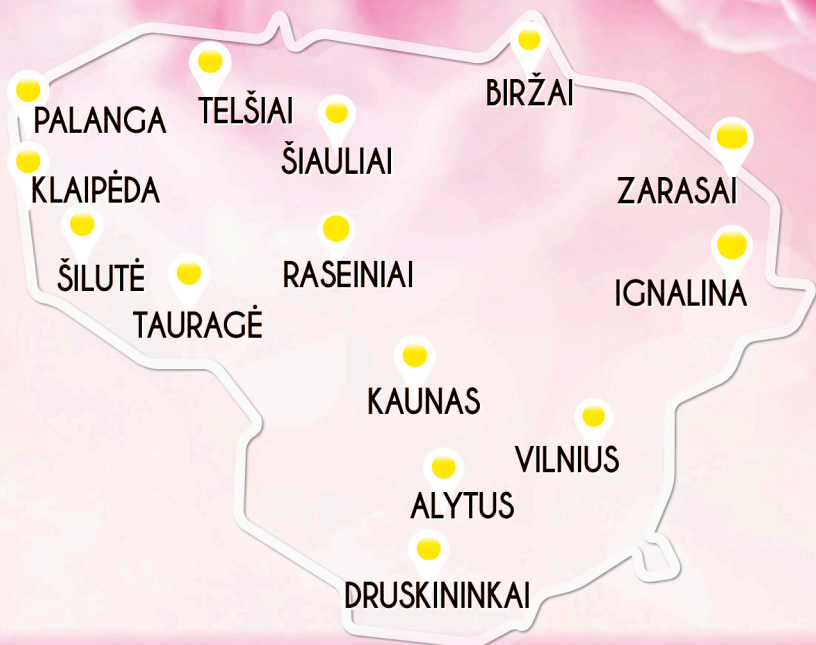 BIRŽAI
TELŠIAI
PALANGA
ŠIAULIAI
ZARASAI
KLAIPĖDA
ŠILUTĖ
RASEINIAI
IGNALINA
TAURAGĖ
KAUNAS
VILNIUS
ALYTUS
DRUSKININKAI